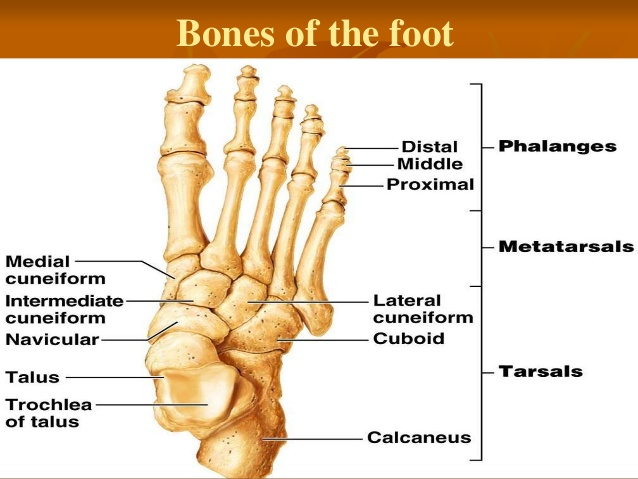 Bones of the foot
Distal
Middle
Proximal
Phalanges
Metatarsals
Medial
cuneiform
Intermediate
cuneiform
Navicular
Talus
Trochlea
of talus
Lateral
cuneiform
Cuboid
Calcaneus
Tarsals